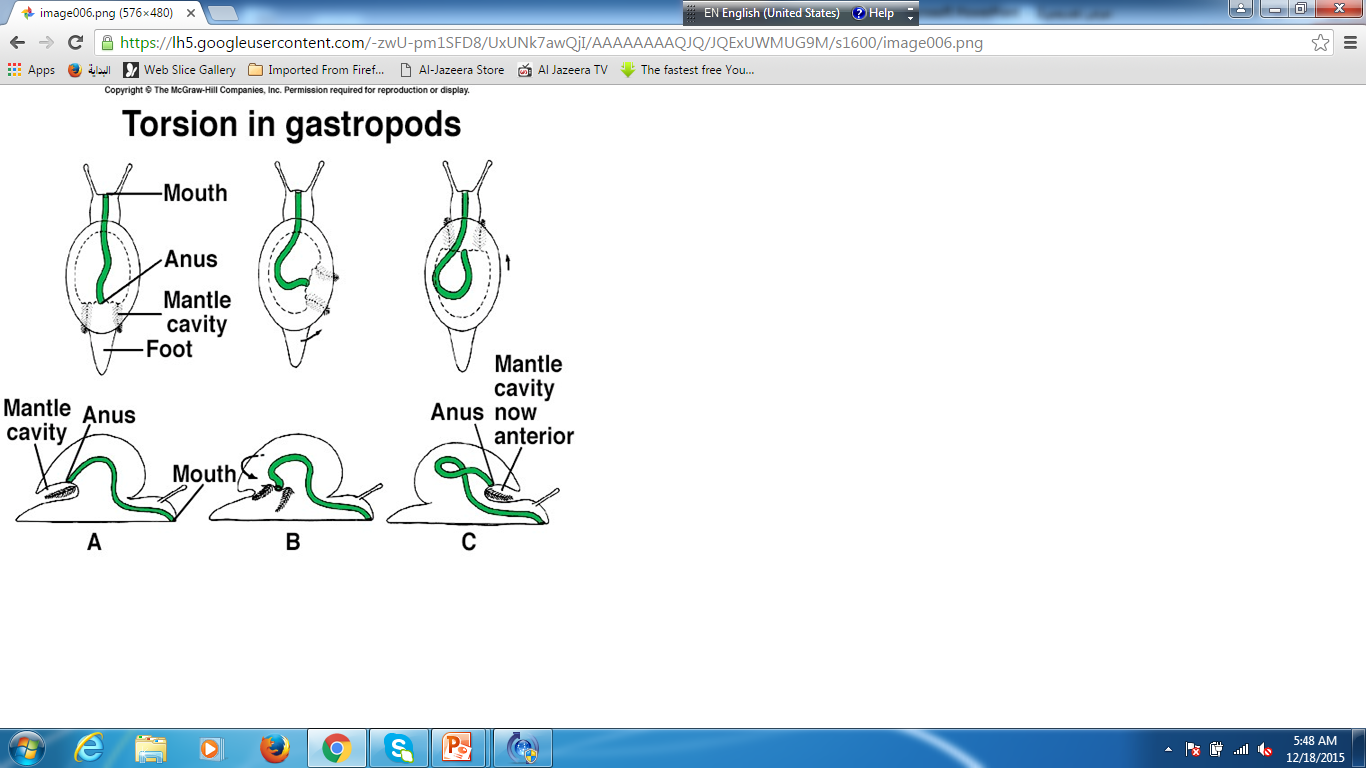 image006.png (576×480)
EN English (United States)
Help
https://lh5.googleusercontent.com/-zwU-pm1SFD8/UxUNk7awQjI/AAAAAAAAQJQ/JQExUWMUG9M/s1600/image006.png
Apps
البداية
Web Slice Gallery
Imported From Firef...
Al-Jazeera Store
Al Jazeera TV
The fastest free You...
Copyright © The McGraw-Hill Companies, Inc. Permission required for reproduction or display.
Torsion in gastropods
Mouth
Anus
Mantle
cavity
Foot
Mantle
cavity
Anus
Mouth
Anus
Mantle
cavity
now
anterior
A
B
C
5:48 AM
12/18/2015